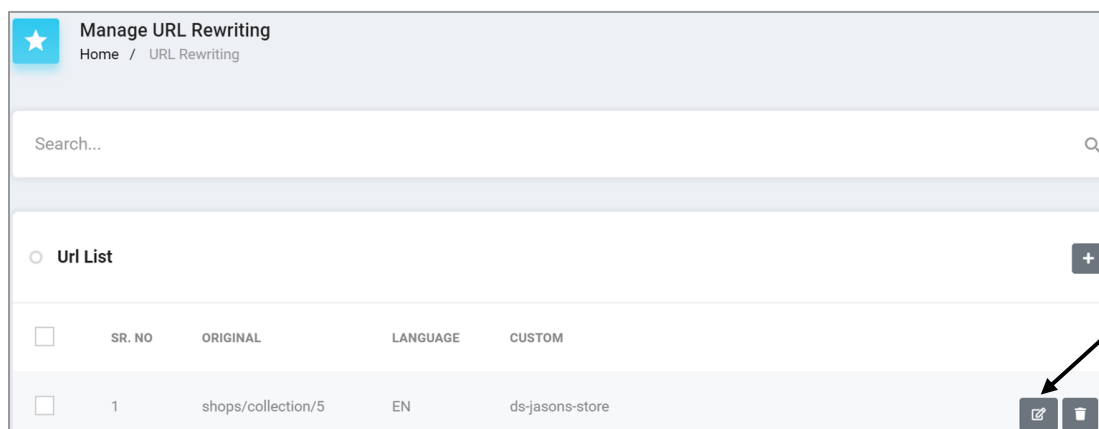 Manage URL Rewriting
Home / URL Rewriting
Search...
Url List
SR. NO ORIGINAL LANGUAGE CUSTOM
1 shops/collection/5 EN ds-jasons-store